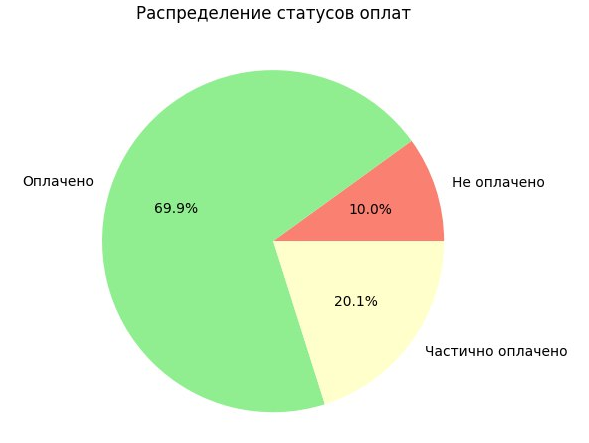 Распределение статусов оплат
Оплачено
Не оплачено
69.9%
10.0%
20.1%
Частично оплачено